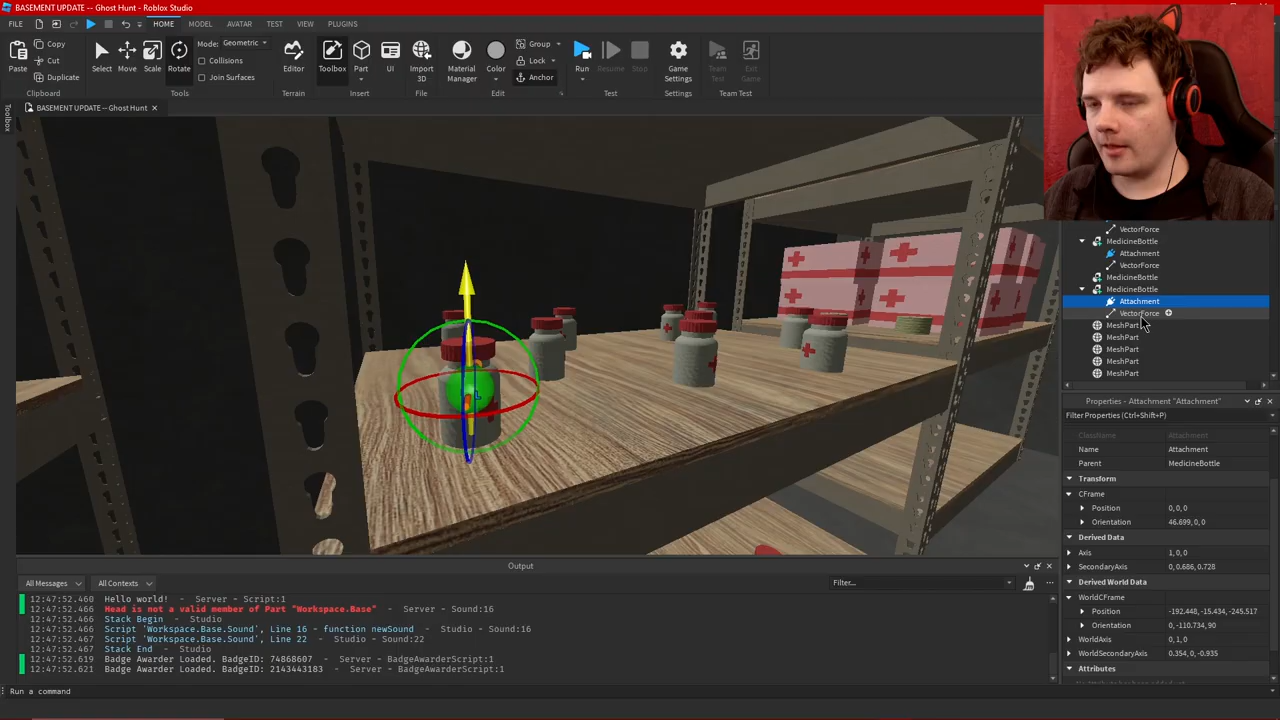 BASEMENT UPDATE -- Ghost Hunt - Roblox Studio
FILE HOME MODEL AVATAR TEST VIEW PLUGINS
Paste Copy Cut Duplicate Clipboard
Select Move Scale Rotate Mode: Geometric Collisions Join Surfaces Tools
Editor Terrain
Toolbox Part UI Insert
Import 3D File
Material Manager Color Group Lock Anchor Edit
Run Resume Stop Test
Game Settings Settings
Team Test Exit Game Team Test
BASEMENT UPDATE -- Ghost Hunt
Toolbox
VectorForce
MedicineBottle
Attachment
VectorForce
MedicineBottle
MedicineBottle
Attachment
VectorForce
MeshPart
MeshPart
MeshPart
MeshPart
MeshPart
Properties - Attachment "Attachment"
Filter Properties (Ctrl+Shift+P)
ClassName Attachment
Name Attachment
Parent MedicineBottle
Transform
CFrame
Position 0, 0, 0
Orientation 46.699, 0, 0
Derived Data
Axis 1, 0, 0
SecondaryAxis 0, 0.686, 0.728
Derived World Data
WorldCFrame
Position -192.448, -15.434, -245.517
Orientation 0, -110.734, 90
WorldAxis 0, 1, 0
WorldSecondaryAxis 0.354, 0, -0.935
Attributes
Output
All Messages All Contexts Filter...
12:47:52.460 Hello world! - Server - Script:1
12:47:52.466 Head is not a valid member of Part "Workspace.Base" - Server - Sound:16
12:47:52.466 Stack Begin - Studio
12:47:52.466 Script 'Workspace.Base.Sound', Line 16 - function newSound - Studio - Sound:16
12:47:52.467 Script 'Workspace.Base.Sound', Line 22 - Studio - Sound:22
12:47:52.467 Stack End - Studio
12:47:52.619 Badge Awarder Loaded. BadgeID: 74868607 - Server - BadgeAwarderScript:1
12:47:52.621 Badge Awarder Loaded. BadgeID: 2143443183 - Server - BadgeAwarderScript:1
Run a command